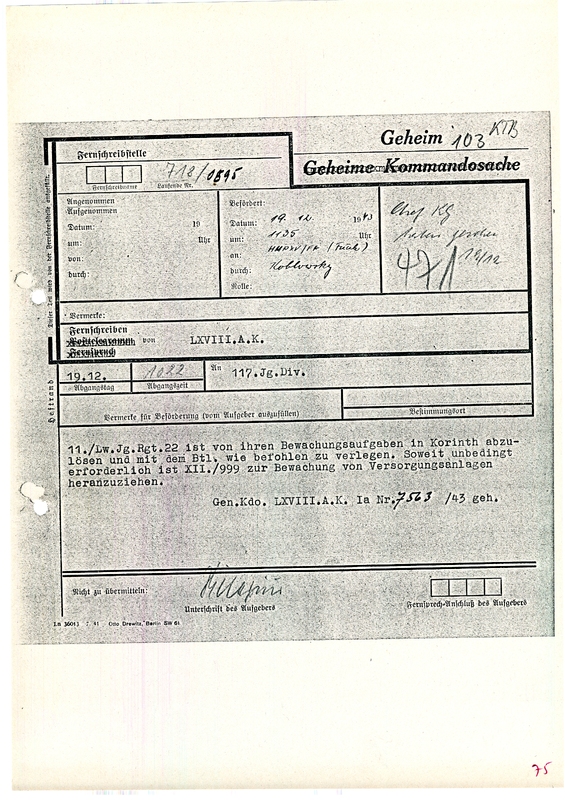 Geheim 103 KTB
Geheime Kommandosache
Fernschreibstelle
718/0895
Fernschreibname Laufende Nr.
Angenommen
Aufgenommen
Datum: 19
um: Uhr
von:
durch:
Befördert:
Datum: 19.12. 1943
um: 1135 Uhr
an:
durch:
Rolle:
Chef KG
19/12
Dieser Teil wird von der Fernschreibstelle ausgefüllt.
Vermerke:
Fernschreiben
Postelegramm von LXVIII.A.K.
Fernspruch
19.12. 1022 An 117.Jg.Div.
Abgangstag Abgangszeit
Heftrand
Vermerke für Beförderung (vom Aufgeber auszufüllen) Bestimmungsort
11./Lw.Jg.Rgt.22 ist von ihren Bewachungsaufgaben in Korinth abzu-
lösen und mit dem Btl. wie befohlen zu verlegen. Soweit unbedingt
erforderlich ist XII./999 zur Bewachung von Versorgungsanlagen
heranzuziehen.
Gen.Kdo. LXVIII.A.K. Ia Nr.7563 /43 geh.
Nicht zu übermitteln:
Unterschrift des Aufgebers
Fernsprech-Anschluß des Aufgebers
Otto Drewitz, Berlin SW 61
75